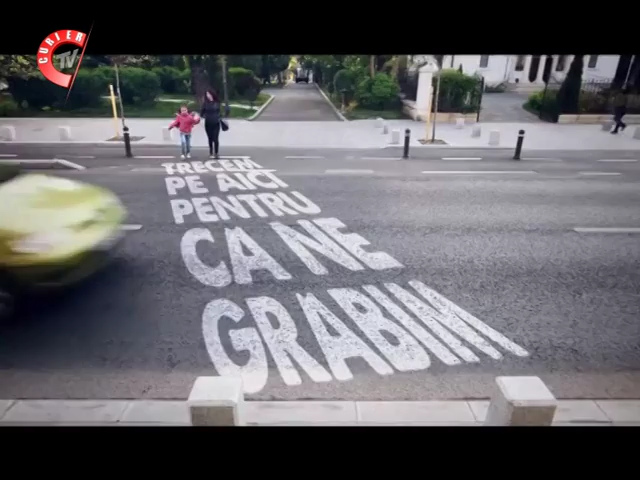 CURIER
TV
TRECEM
PE AICI
PENTRU
CA NE
GRABIM